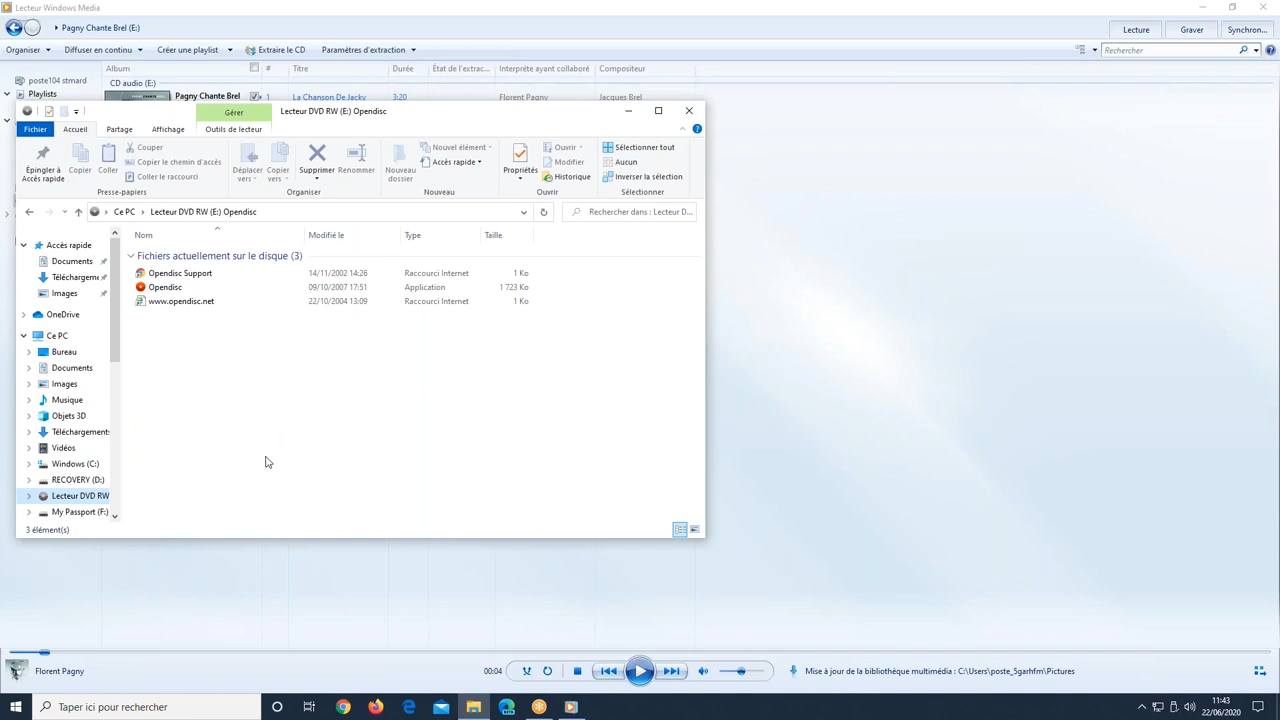 Lecteur Windows Media
Pagny Chante Brel (E:)
Lecture Graver Synchron...
Organiser Diffuser en continu Créer une playlist Extraire le CD Paramètres d'extraction Rechercher
poste104 stmard Album # Titre Durée État de l'extrac... Interprète ayant collaboré Compositeur
Playlists CD audio (E:)
Pagny Chante Brel 1 La Chanson De Jacky 3:20 Florent Pagny Jacques Brel
Gérer Lecteur DVD RW (E:) Opendisc
Fichier Accueil Partage Affichage Outils de lecteur
Épingler à Accès rapide Copier Coller
Couper
Copier le chemin d'accès
Coller le raccourci
Déplacer vers Copier vers Supprimer Renommer
Nouveau dossier
Nouvel élément
Accès rapide
Propriétés
Ouvrir
Modifier
Historique
Sélectionner tout
Aucun
Inverser la sélection
Presse-papiers Organiser Nouveau Ouvrir Sélectionner
Ce PC Lecteur DVD RW (E:) Opendisc Rechercher dans : Lecteur D...
Nom Modifié le Type Taille
Fichiers actuellement sur le disque (3)
Opendisc Support 14/11/2002 14:26 Raccourci Internet 1 Ko
Opendisc 09/10/2007 17:51 Application 1 723 Ko
www.opendisc.net 22/10/2004 13:09 Raccourci Internet 1 Ko
Accès rapide
Documents
Téléchargeme
Images
OneDrive
Ce PC
Bureau
Documents
Images
Musique
Objets 3D
Téléchargements
Vidéos
Windows (C:)
RECOVERY (D:)
Lecteur DVD RW
My Passport (F:)
3 élément(s)
Florent Pagny 00:04 Mise à jour de la bibliothèque multimédia : C:\Users\poste_5garhfm\Pictures
Taper ici pour rechercher
11:43
22/06/2020